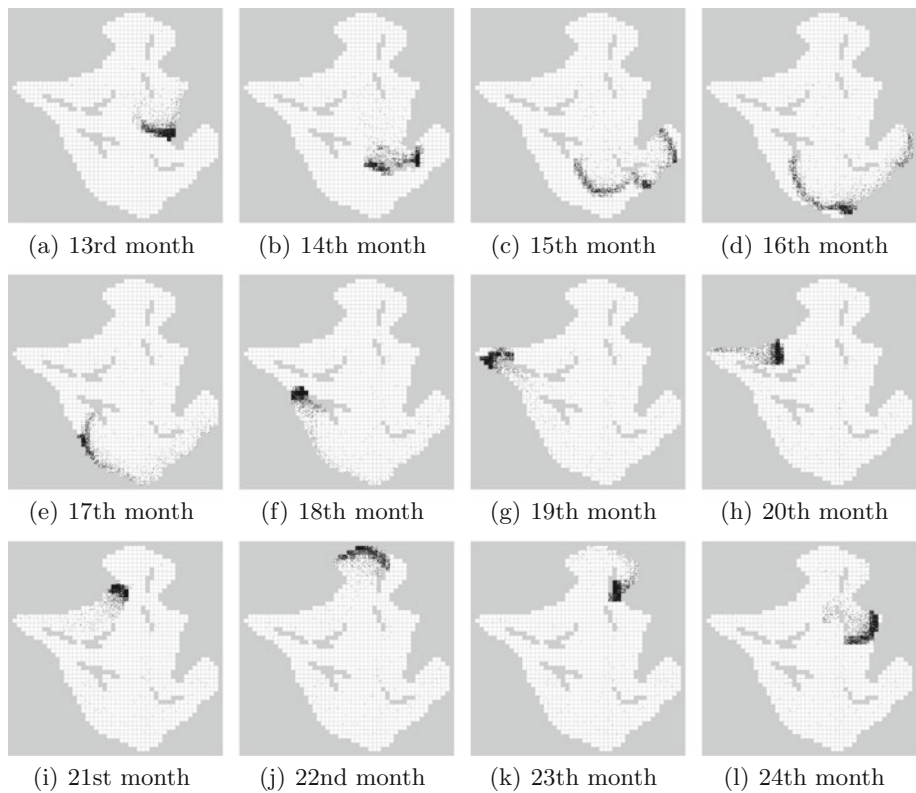 (a) 13rd month
(b) 14th month
(c) 15th month
(d) 16th month
(e) 17th month
(f) 18th month
(g) 19th month
(h) 20th month
(i) 21st month
(j) 22nd month
(k) 23th month
(l) 24th month